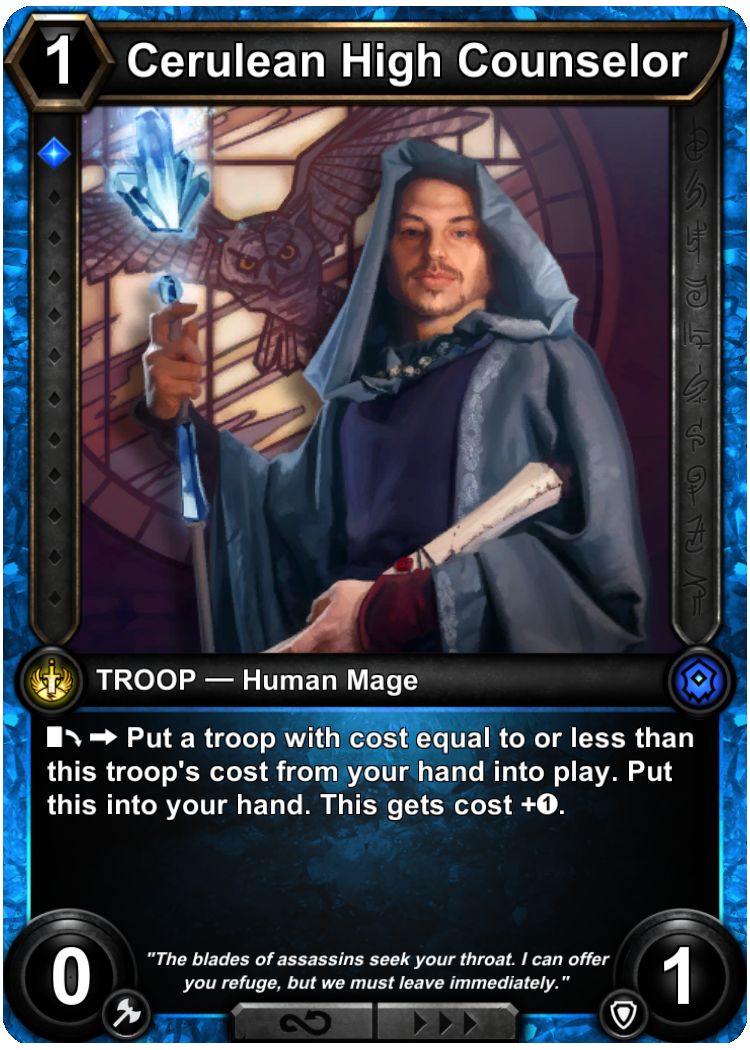 1
Cerulean High Counselor
TROOP — Human Mage
Put a troop with cost equal to or less than
this troop's cost from your hand into play. Put
this into your hand. This gets cost +1.
"The blades of assassins seek your throat. I can offer
you refuge, but we must leave immediately."
0
1